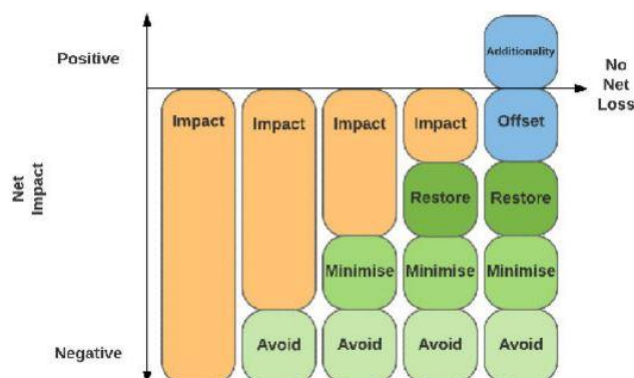 Positive
Additionality
No
Net
Loss
Impact
Impact
Impact
Impact
Offset
Net
Impact
Restore
Restore
Minimise
Minimise
Minimise
Negative
Avoid
Avoid
Avoid
Avoid